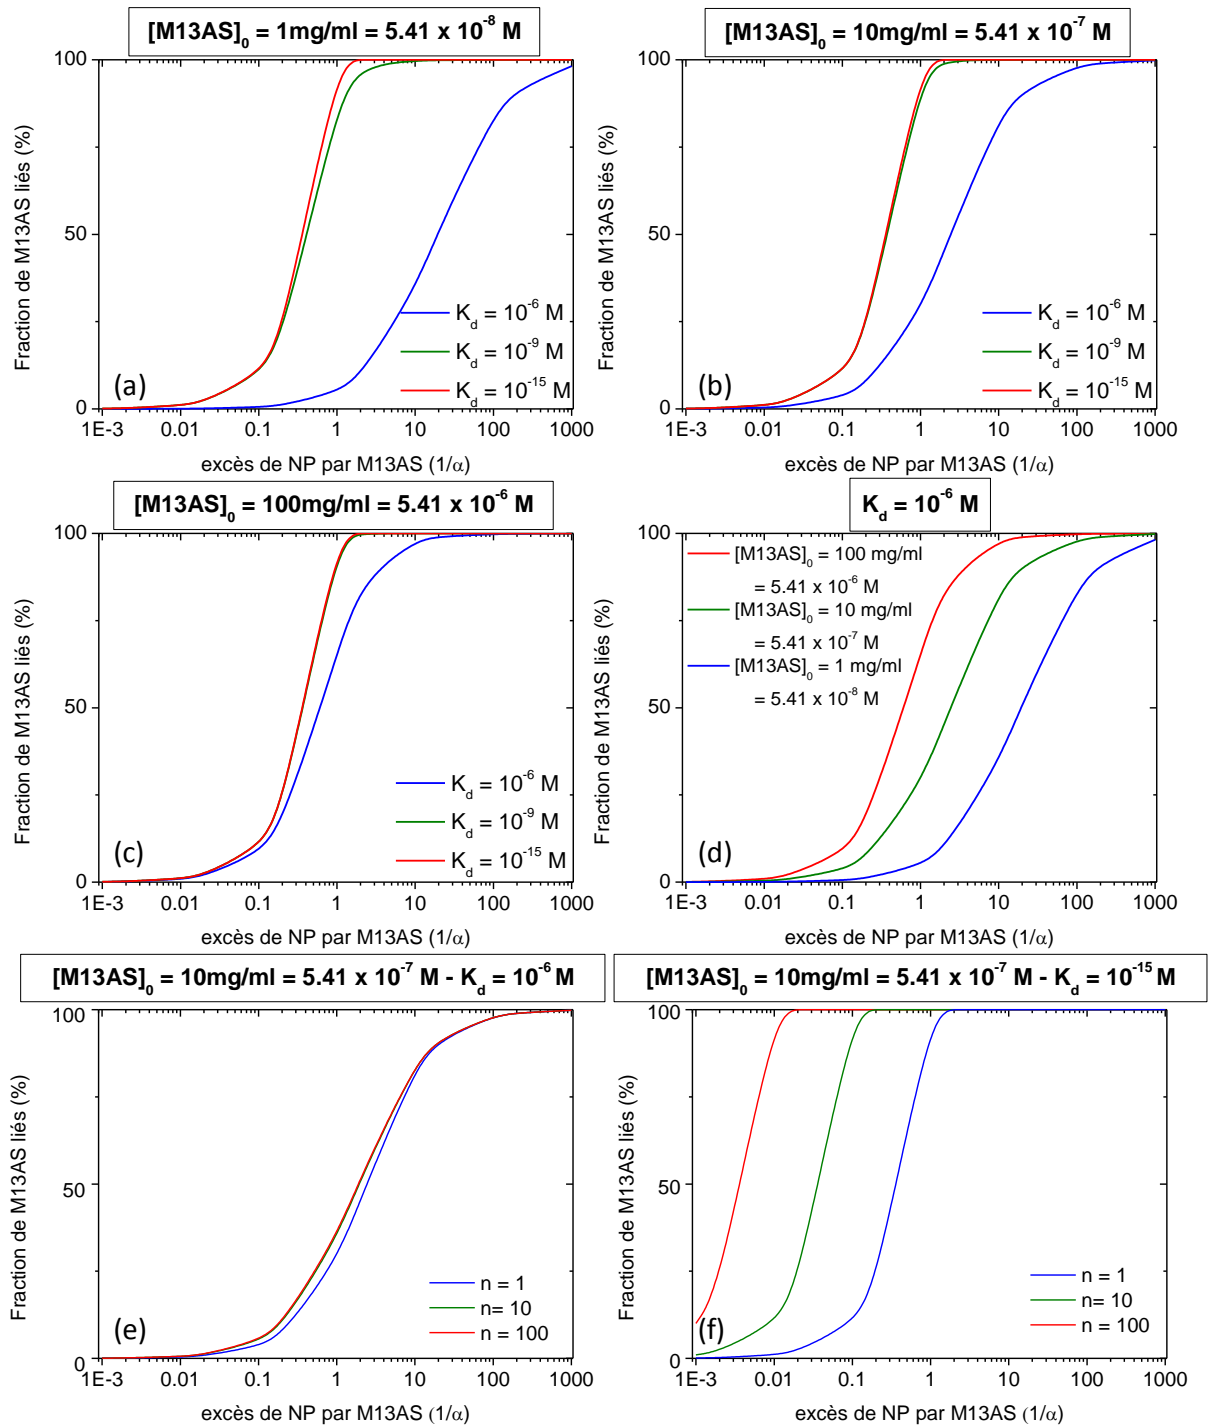 [M13AS]₀ = 1mg/ml = 5.41 x 10⁻⁸ M
Fraction de M13AS liés (%)
100
50
0
K_d = 10⁻⁶ M
K_d = 10⁻⁹ M
K_d = 10⁻¹⁵ M
(a)
1E-3 0.01 0.1 1 10 100 1000
excès de NP par M13AS (1/α)
[M13AS]₀ = 10mg/ml = 5.41 x 10⁻⁷ M
Fraction de M13AS liés (%)
100
50
0
K_d = 10⁻⁶ M
K_d = 10⁻⁹ M
K_d = 10⁻¹⁵ M
(b)
1E-3 0.01 0.1 1 10 100 1000
excès de NP par M13AS (1/α)
[M13AS]₀ = 100mg/ml = 5.41 x 10⁻⁶ M
Fraction de M13AS liés (%)
100
50
0
K_d = 10⁻⁶ M
K_d = 10⁻⁹ M
K_d = 10⁻¹⁵ M
(c)
1E-3 0.01 0.1 1 10 100 1000
excès de NP par M13AS (1/α)
K_d = 10⁻⁶ M
Fraction de M13AS liés (%)
100
50
0
[M13AS]₀ = 100 mg/ml
= 5.41 x 10⁻⁶ M
[M13AS]₀ = 10 mg/ml
= 5.41 x 10⁻⁷ M
[M13AS]₀ = 1 mg/ml
= 5.41 x 10⁻⁸ M
(d)
1E-3 0.01 0.1 1 10 100 1000
excès de NP par M13AS (1/α)
[M13AS]₀ = 10mg/ml = 5.41 x 10⁻⁷ M - K_d = 10⁻⁶ M
Fraction de M13AS liés (%)
100
50
0
n = 1
n= 10
n = 100
(e)
1E-3 0.01 0.1 1 10 100 1000
excès de NP par M13AS (1/α)
[M13AS]₀ = 10mg/ml = 5.41 x 10⁻⁷ M - K_d = 10⁻¹⁵ M
Fraction de M13AS liés (%)
100
50
0
n = 1
n= 10
n = 100
(f)
1E-3 0.01 0.1 1 10 100 1000
excès de NP par M13AS (1/α)